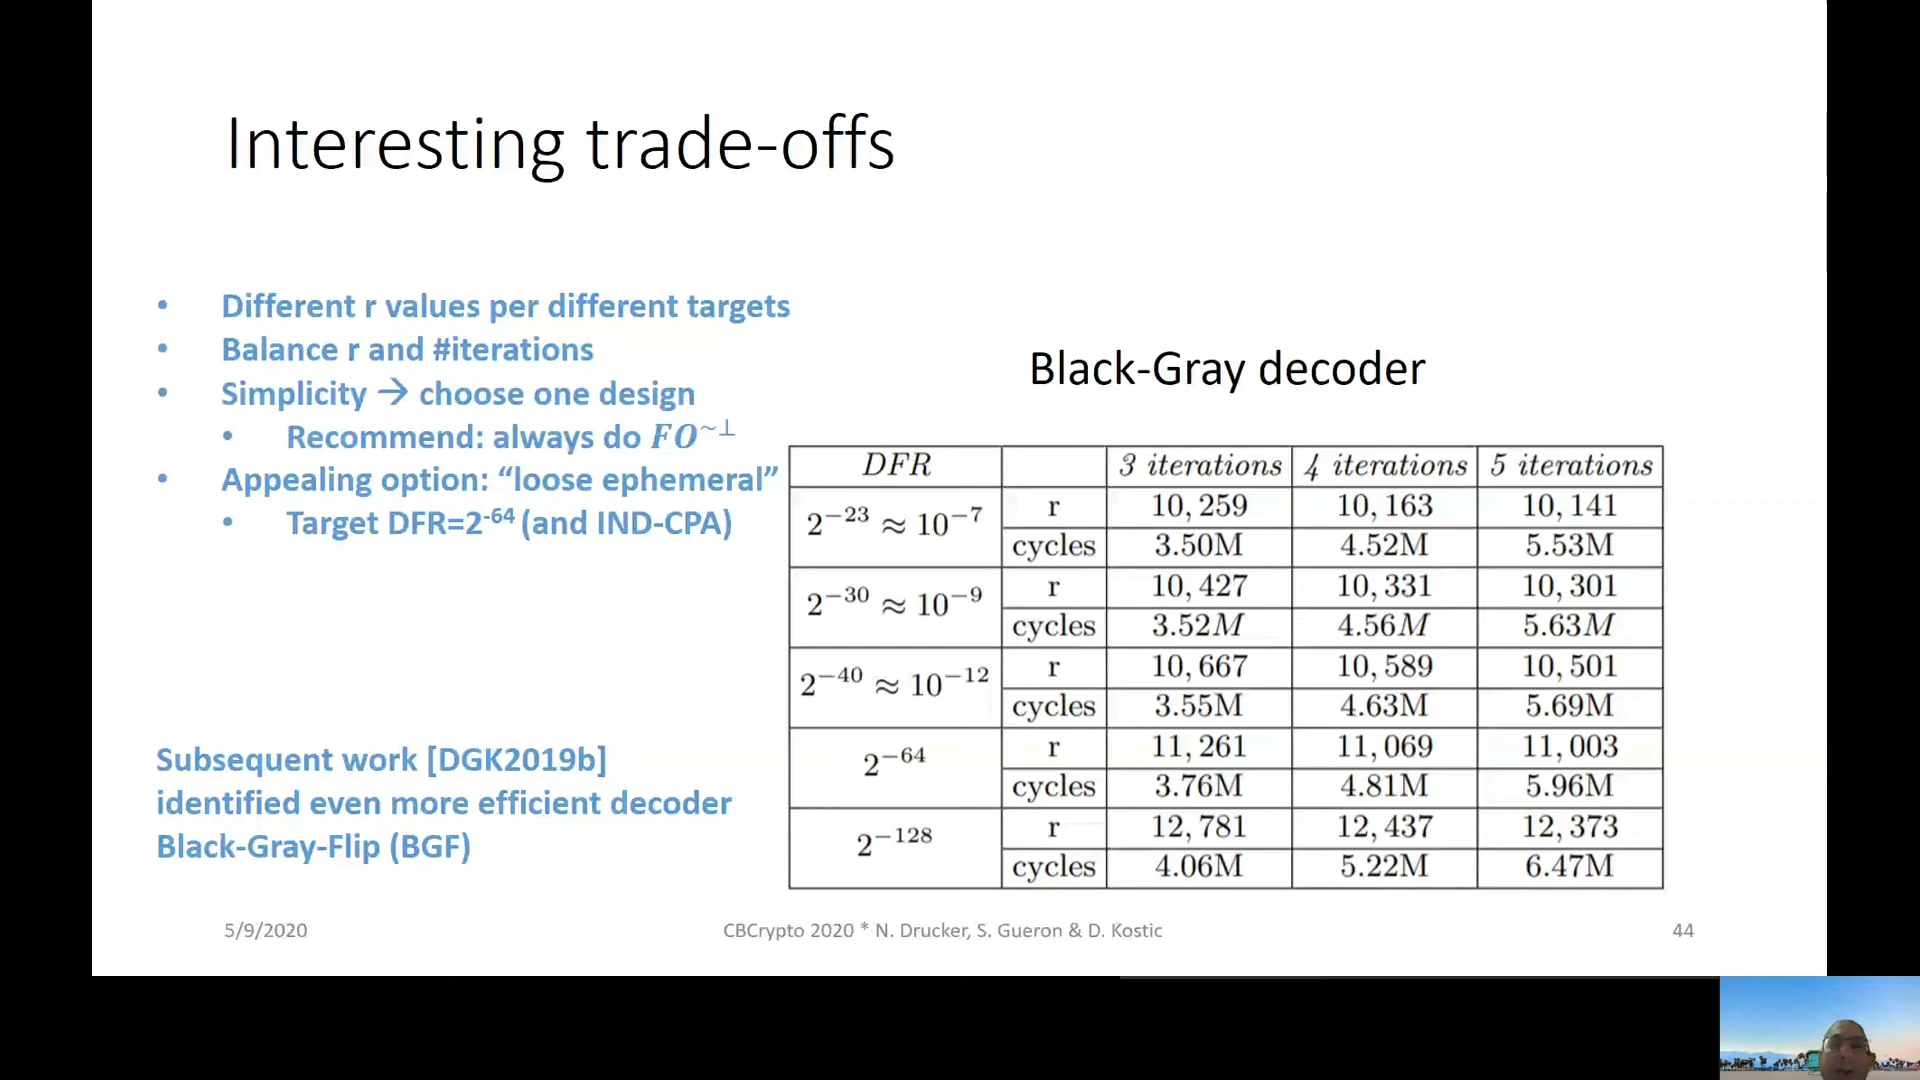 Interesting trade-offs
• Different r values per different targets
• Balance r and #iterations
• Simplicity → choose one design
• Recommend: always do FO~⊥
• Appealing option: “loose ephemeral”
• Target DFR=2-64 (and IND-CPA)
Subsequent work [DGK2019b]
identified even more efficient decoder
Black-Gray-Flip (BGF)
Black-Gray decoder
DFR 3 iterations 4 iterations 5 iterations
2−23 ≈ 10−7 r 10,259 10,163 10,141
cycles 3.50M 4.52M 5.53M
2−30 ≈ 10−9 r 10,427 10,331 10,301
cycles 3.52M 4.56M 5.63M
2−40 ≈ 10−12 r 10,667 10,589 10,501
cycles 3.55M 4.63M 5.69M
2−64 r 11,261 11,069 11,003
cycles 3.76M 4.81M 5.96M
2−128 r 12,781 12,437 12,373
cycles 4.06M 5.22M 6.47M
5/9/2020 CBCrypto 2020 * N. Drucker, S. Gueron & D. Kostic 44